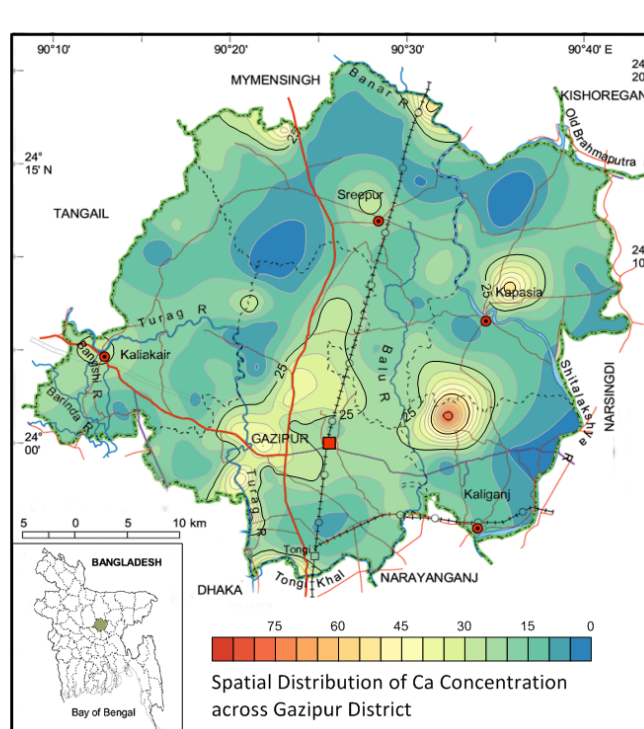 90°10' 90°20' 90°30' 90°40' E
MYMENSINGH
Banar R
24
20
KISHOREGAN
Old Brahmaputra
25
24°
15' N
Sreepur
TANGAIL
24
10
25
Kapasia
Turag R
Kaliakair
Bangshi R
Barinda R
25
Balu R
Shitalakshya R
NARSINGDI
25
25
24°
00'
GAZIPUR
Turag R
Kaliganj
5 0 5 10 km
Tongi
Tongi Khal
DHAKA
NARAYANGANJ
BANGLADESH
Bay of Bengal
75 60 45 30 15 0
Spatial Distribution of Ca Concentration
across Gazipur District